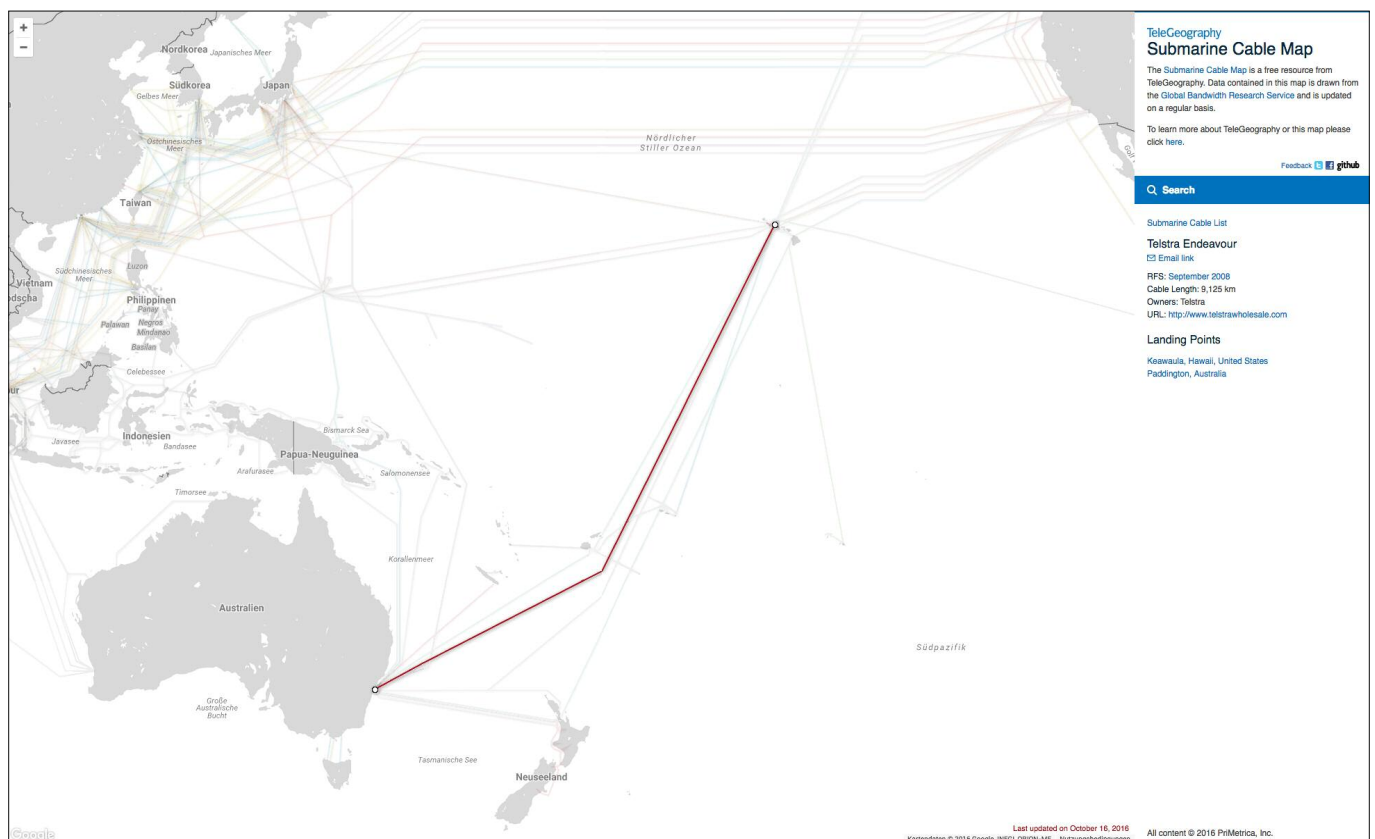 +
−
Nordkorea
Japanisches Meer
Südkorea
Japan
Gelbes Meer
Ostchinesisches
Meer
Nördlicher
Stiller Ozean
Golf
Taiwan
Vietnam
Südchinesisches
Meer
Luzon
Philippinen
Panay
Palawan
Negros
Mindanao
Basilan
Celebessee
Indonesien
Javasee
Bandasee
Bismarck Sea
Papua-Neuguinea
Arafurasee
Salomonensee
Timorsee
Korallenmeer
Australien
Südpazifik
Große
Australische
Bucht
Tasmanische See
Neuseeland
Google
Last updated on October 16, 2016
TeleGeography
Submarine Cable Map
The Submarine Cable Map is a free resource from
TeleGeography. Data contained in this map is drawn from
the Global Bandwidth Research Service and is updated
on a regular basis.
To learn more about TeleGeography or this map please
click here.
Feedback github
Search
Submarine Cable List
Telstra Endeavour
Email link
RFS: September 2008
Cable Length: 9,125 km
Owners: Telstra
URL: http://www.telstrawholesale.com
Landing Points
Keawaula, Hawaii, United States
Paddington, Australia
All content © 2016 PriMetrica, Inc.